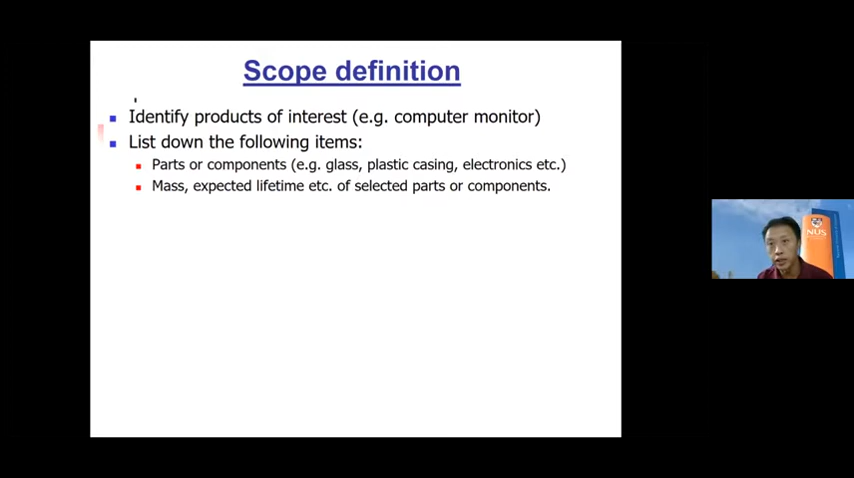 Scope definition
Identify products of interest (e.g. computer monitor)
List down the following items:
Parts or components (e.g. glass, plastic casing, electronics etc.)
Mass, expected lifetime etc. of selected parts or components.
NUS